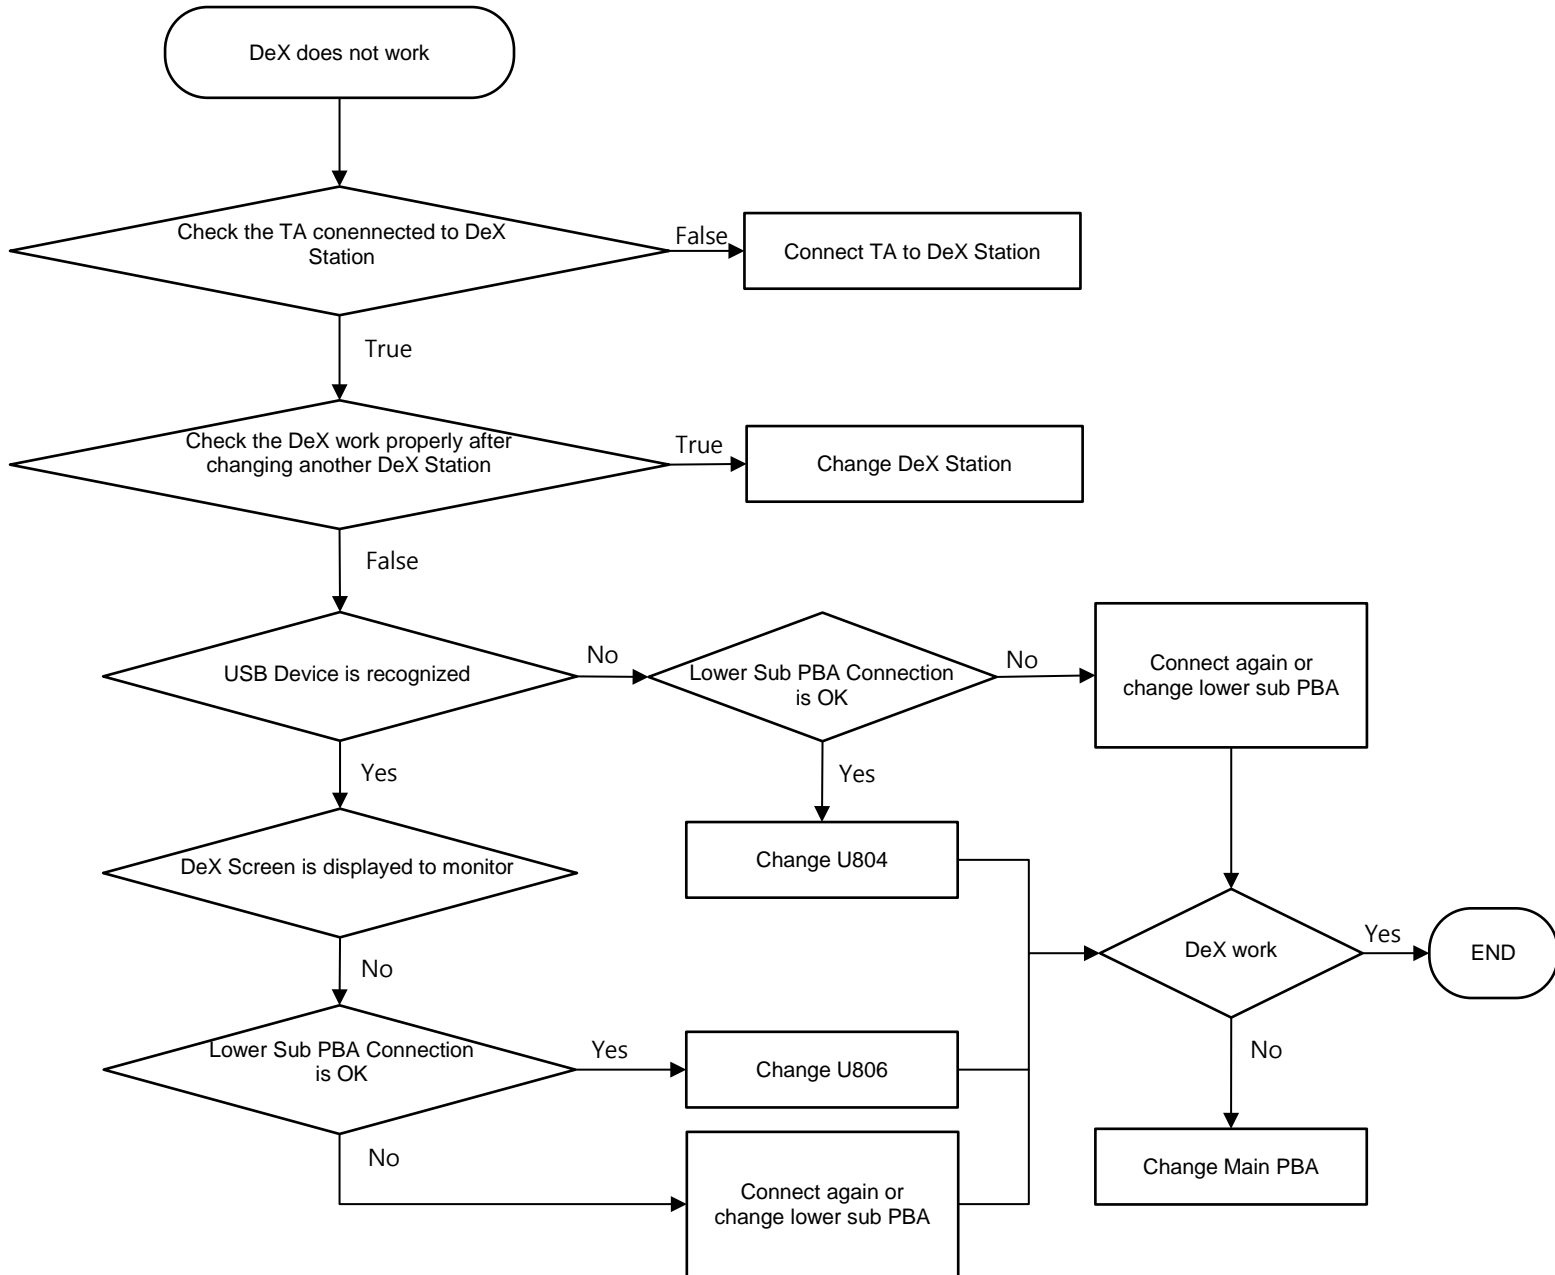 DeX does not work
Check the TA conennected to DeX
Station
False
Connect TA to DeX Station
True
Check the DeX work properly after
changing another DeX Station
True
Change DeX Station
False
USB Device is recognized
No
Lower Sub PBA Connection
is OK
No
Connect again or
change lower sub PBA
Yes
Yes
DeX Screen is displayed to monitor
Change U804
DeX work
Yes
END
No
Lower Sub PBA Connection
is OK
Yes
Change U806
No
No
Connect again or
change lower sub PBA
Change Main PBA